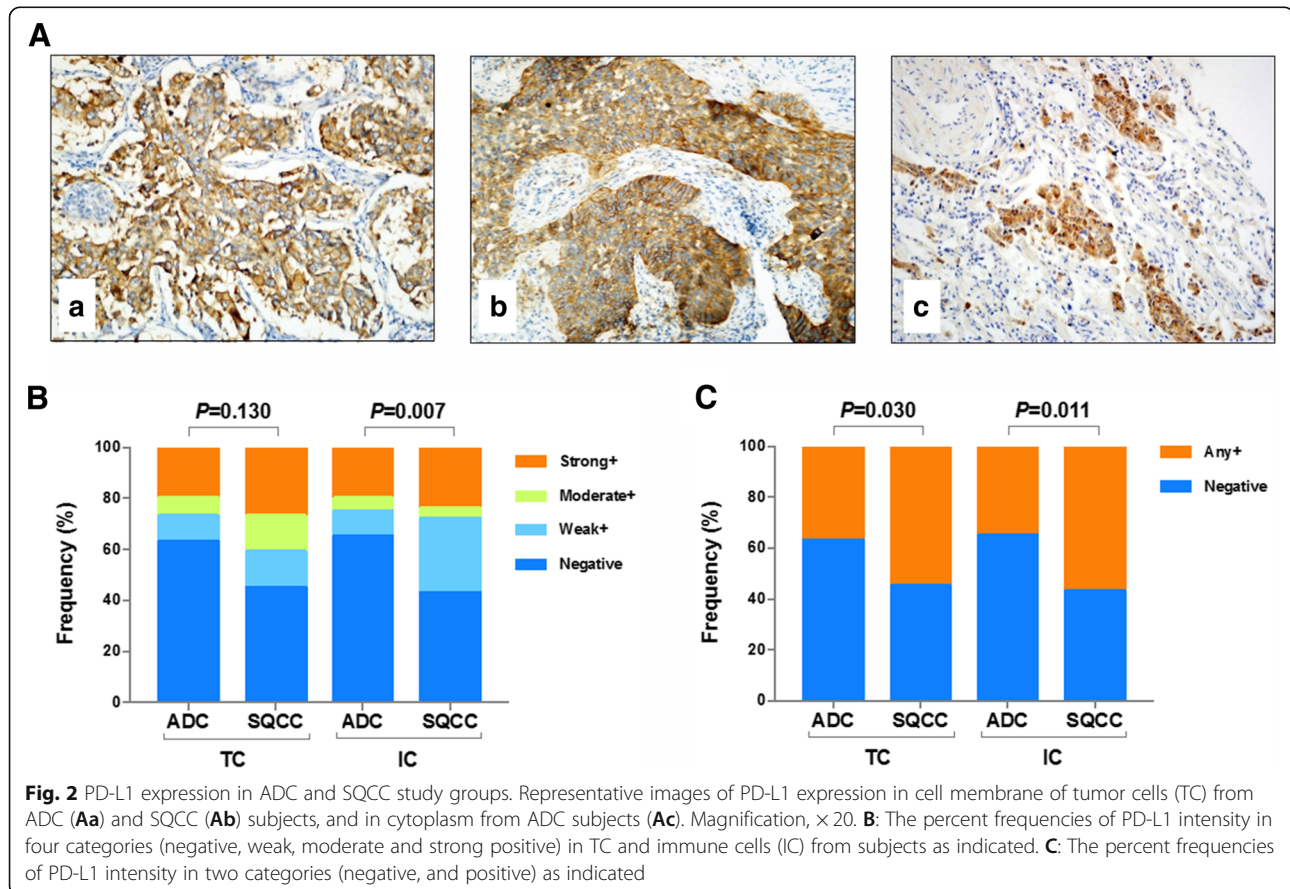 A
a
b
c
B
P=0.130
P=0.007
100
80
60
40
20
0
Frequency (%)
Strong+
Moderate+
Weak+
Negative
ADC
SQCC
ADC
SQCC
TC
IC
C
P=0.030
P=0.011
100
80
60
40
20
0
Frequency (%)
Any+
Negative
ADC
SQCC
ADC
SQCC
TC
IC
Fig. 2 PD-L1 expression in ADC and SQCC study groups. Representative images of PD-L1 expression in cell membrane of tumor cells (TC) from
ADC (Aa) and SQCC (Ab) subjects, and in cytoplasm from ADC subjects (Ac). Magnification, × 20. B: The percent frequencies of PD-L1 intensity in
four categories (negative, weak, moderate and strong positive) in TC and immune cells (IC) from subjects as indicated. C: The percent frequencies
of PD-L1 intensity in two categories (negative, and positive) as indicated